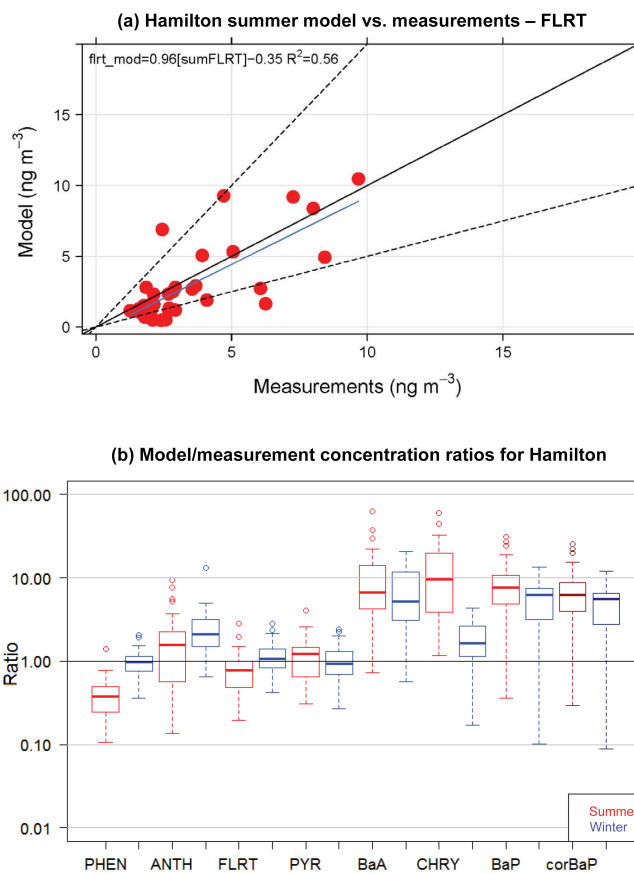 (a) Hamilton summer model vs. measurements – FLRT
flrt_mod=0.96[sumFLRT]−0.35 R²=0.56
Model (ng m⁻³)
15
10
5
0
0 5 10 15
Measurements (ng m⁻³)
(b) Model/measurement concentration ratios for Hamilton
Ratio
100.00
10.00
1.00
0.10
0.01
Summe
Winter
PHEN ANTH FLRT PYR BaA CHRY BaP corBaP